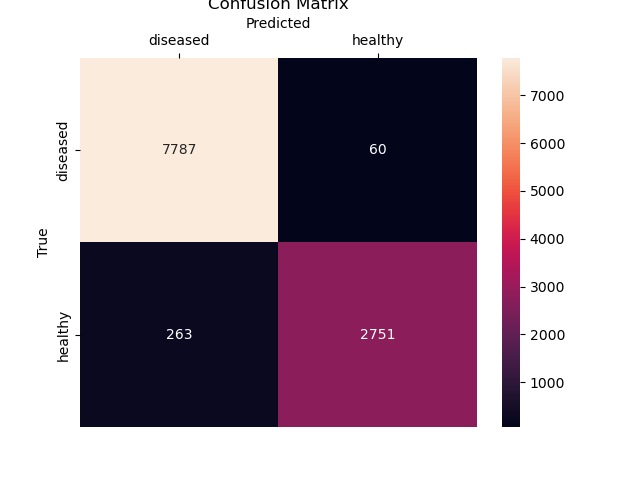 Confusion Matrix
Predicted
diseased healthy
7000
diseased 7787 60
6000
5000
True
4000
3000
healthy 263 2751
2000
1000